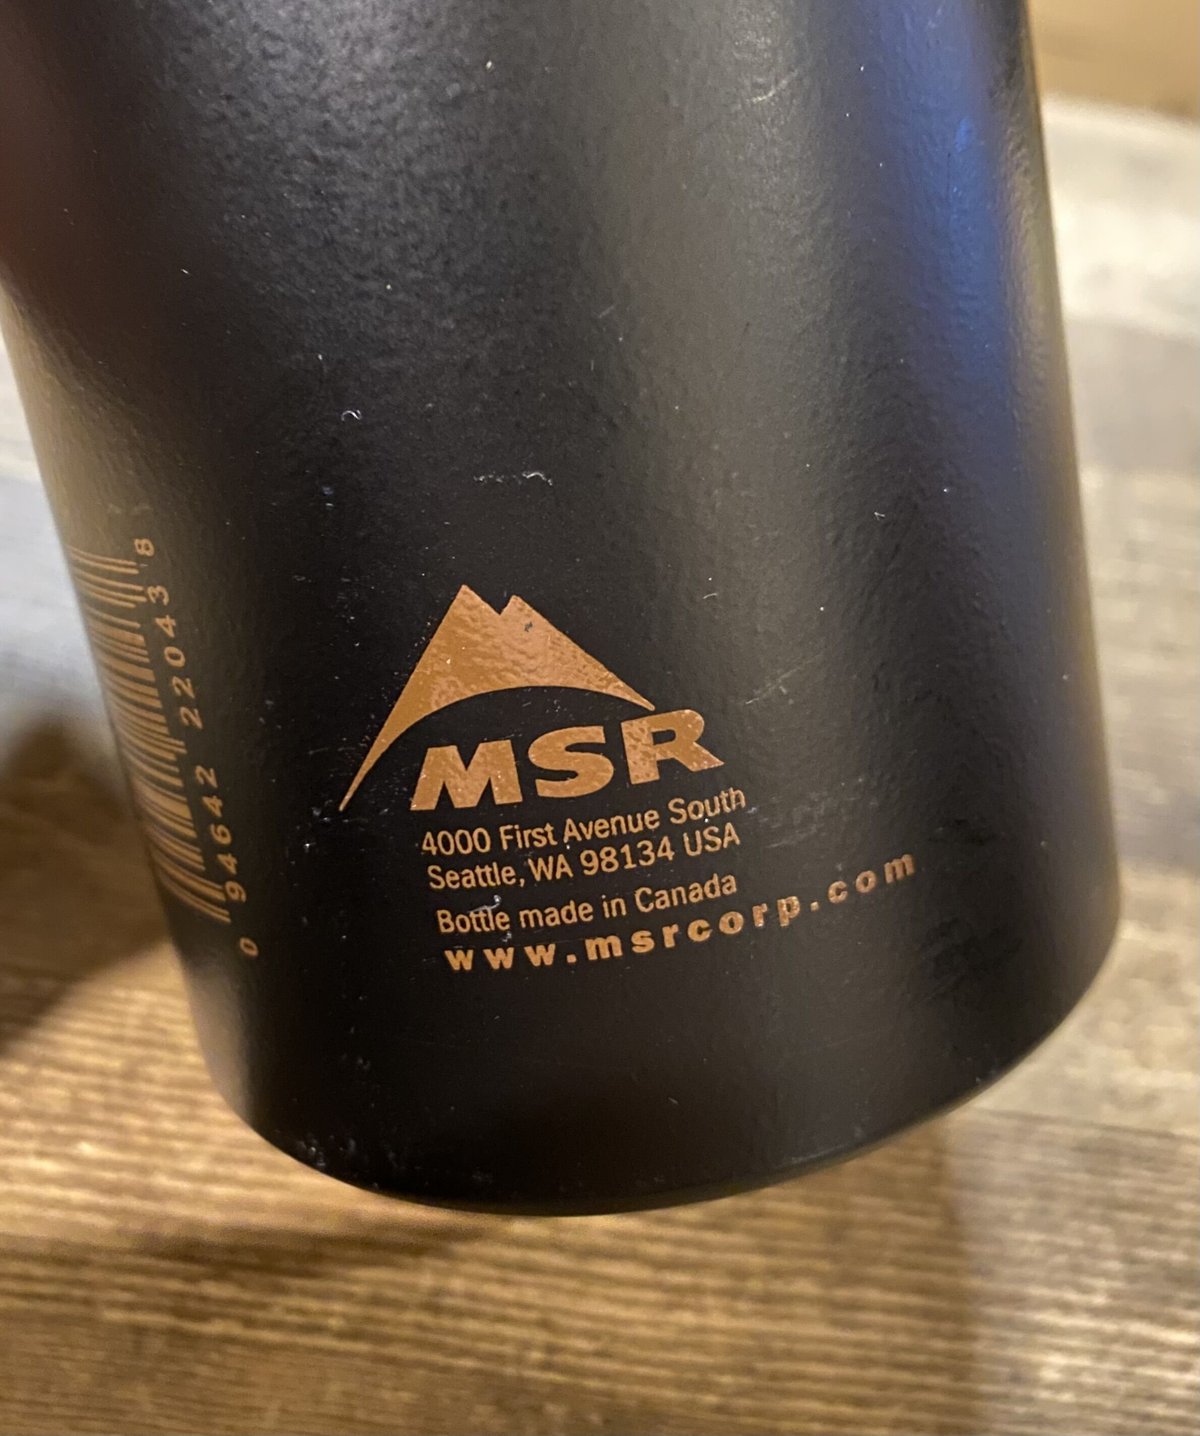 MSR
4000 First Avenue South
Seattle, WA 98134 USA
Bottle made in Canada
www.msrcorp.com
0 94642 22043 8